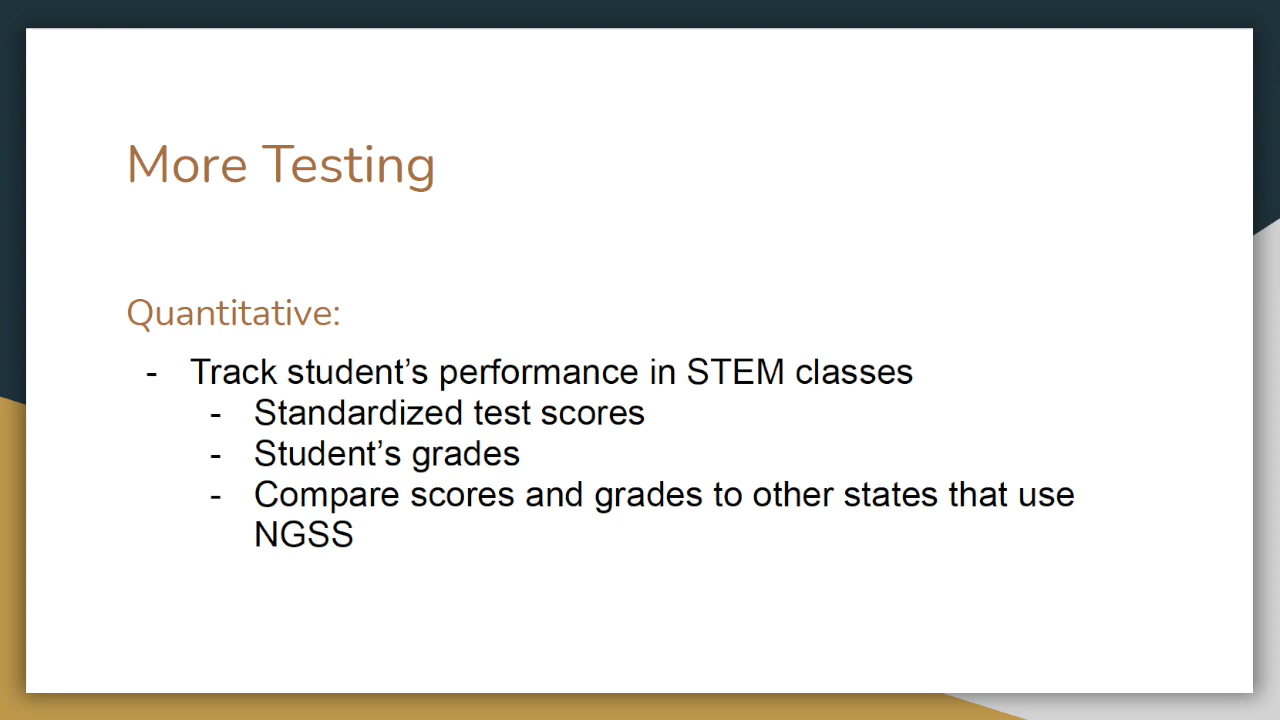 More Testing
Quantitative:
- Track student’s performance in STEM classes
- Standardized test scores
- Student’s grades
- Compare scores and grades to other states that use
NGSS